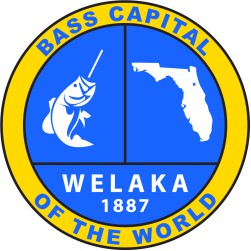 BASS CAPITAL
WELAKA
1887
OF THE WORLD